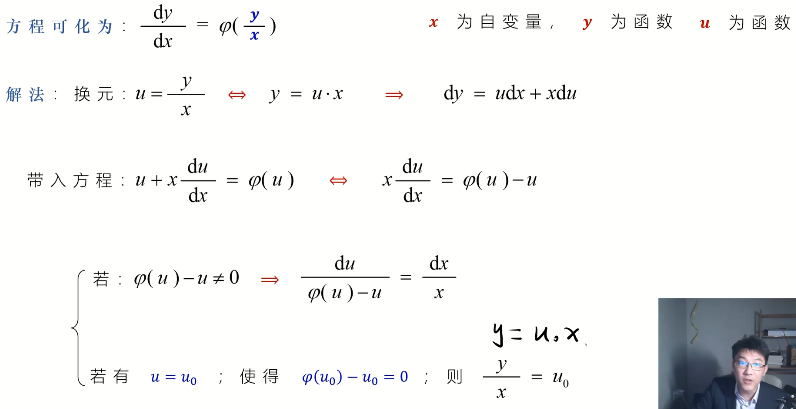 方程可化为: dy/dx = φ(y/x) x 为自变量, y 为函数 u 为函数
解法: 换元: u = y/x ⇔ y = u·x ⇒ dy = udx + xdu
带入方程: u + x du/dx = φ(u) ⇔ x du/dx = φ(u) − u
若: φ(u) − u ≠ 0 ⇒ du/(φ(u) − u) = dx/x
y = u₀x
若有 u = u₀ ; 使得 φ(u₀) − u₀ = 0 ; 则 y/x = u₀